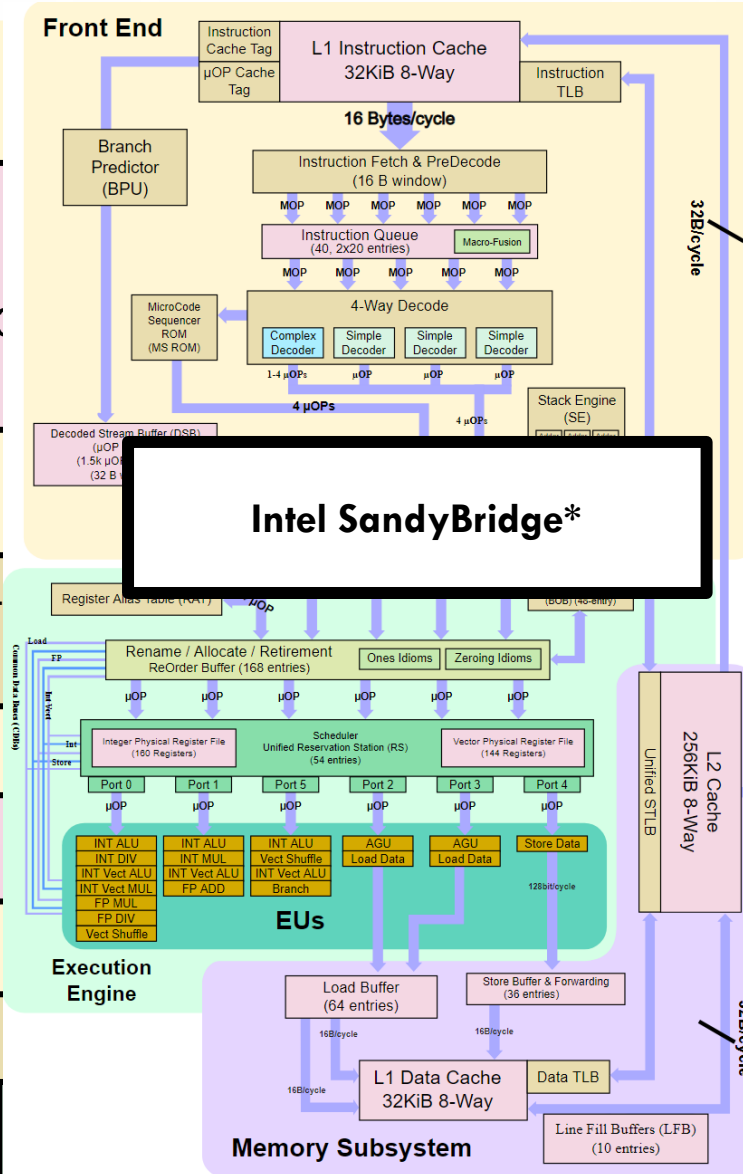 Front End
Instruction
Cache Tag
µOP Cache
Tag
L1 Instruction Cache
32KiB 8-Way
Instruction
TLB
16 Bytes/cycle
Branch
Predictor
(BPU)
Instruction Fetch & PreDecode
(16 B window)
MOP MOP MOP MOP MOP MOP
Instruction Queue
(40, 2x20 entries)
Macro-Fusion
MOP MOP MOP MOP MOP
32B/cycle
MicroCode
Sequencer
ROM
(MS ROM)
4-Way Decode
Complex
Decoder
Simple
Decoder
Simple
Decoder
Simple
Decoder
1-4 µOPs µOP µOP µOP
4 µOPs
4 µOPs
Stack Engine
(SE)
Decoded Stream Buffer (DSB)
(µOP
(1.5k
(32 B
Intel SandyBridge*
Register Alias Table (RAT)
µOP
(BOB) (48-entry)
Load
FP
Int Vect
Common Data Buses (CDBs)
Int
Store
Rename / Allocate / Retirement
ReOrder Buffer (168 entries)
Ones Idioms
Zeroing Idioms
µOP µOP µOP µOP µOP µOP
Integer Physical Register File
(160 Registers)
Scheduler
Unified Reservation Station (RS)
(54 entries)
Vector Physical Register File
(144 Registers)
Port 0 Port 1 Port 5 Port 2 Port 3 Port 4
µOP µOP µOP µOP µOP µOP
INT ALU
INT DIV
INT Vect ALU
INT Vect MUL
FP MUL
FP DIV
Vect Shuffle
INT ALU
INT MUL
INT Vect ALU
FP ADD
INT ALU
Vect Shuffle
INT Vect ALU
Branch
AGU
Load Data
AGU
Load Data
Store Data
128bit/cycle
EUs
Execution
Engine
Unified STLB
L2 Cache
256KiB 8-Way
Load Buffer
(64 entries)
Store Buffer & Forwarding
(36 entries)
16B/cycle
16B/cycle
16B/cycle
32B/cycle
L1 Data Cache
32KiB 8-Way
Data TLB
Line Fill Buffers (LFB)
(10 entries)
Memory Subsystem